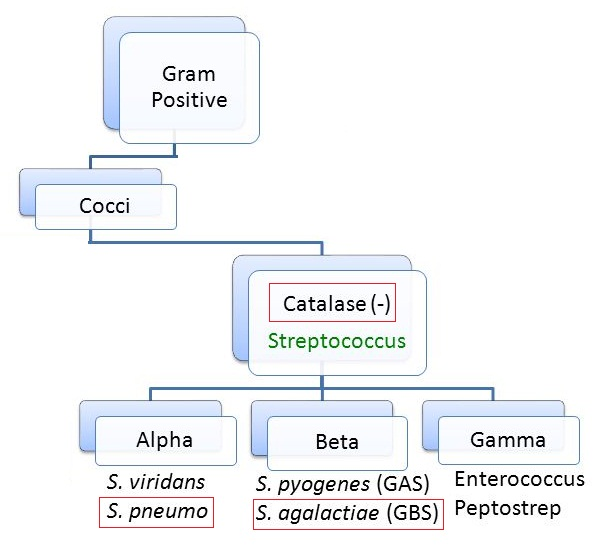 Gram
Positive
Cocci
Catalase (-)
Streptococcus
Alpha
S. viridans
S. pneumo
Beta
S. pyogenes (GAS)
S. agalactiae (GBS)
Gamma
Enterococcus
Peptostrep